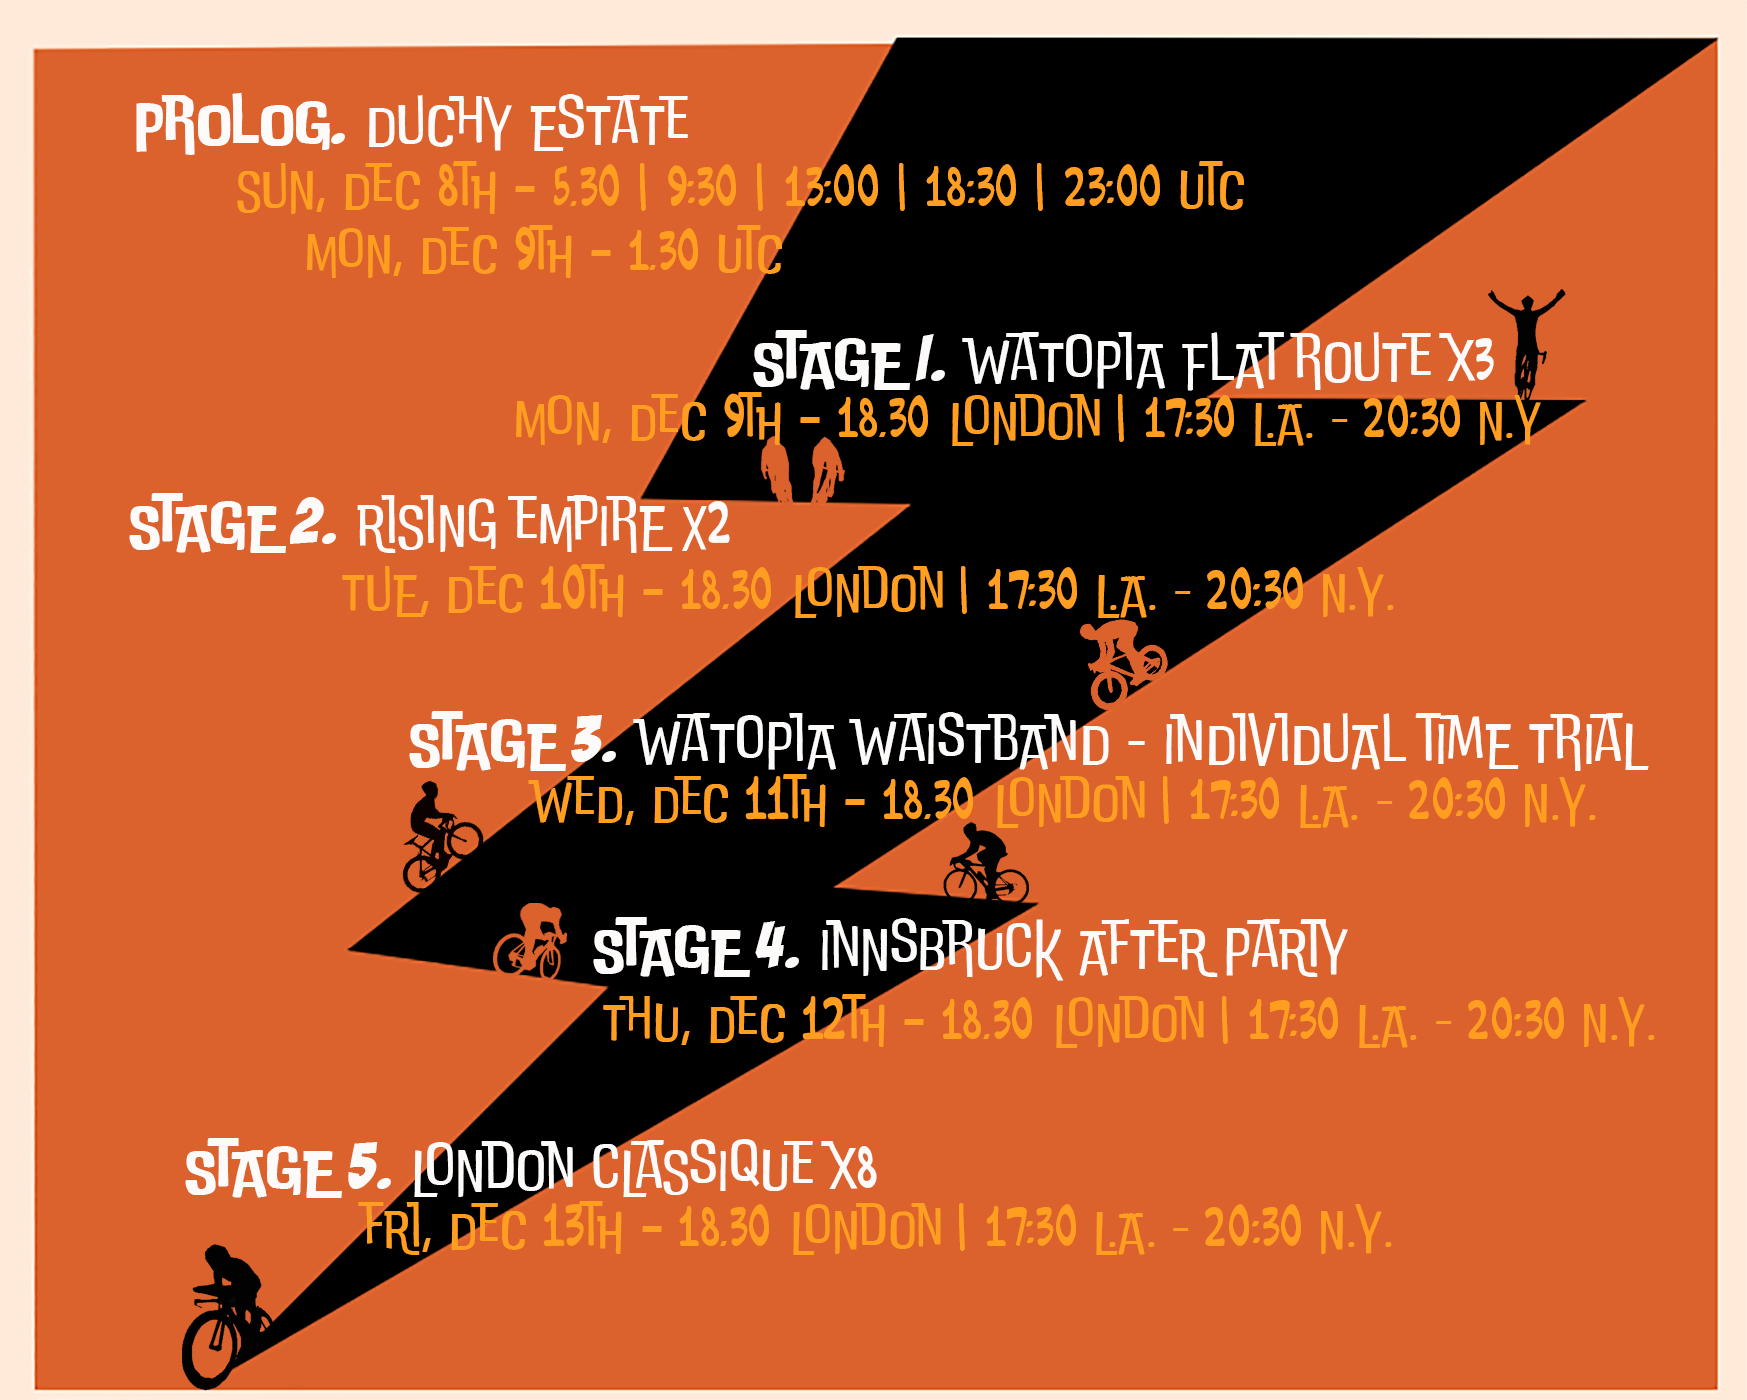 PROLOG. DUCHY ESTATE
SUN, DEC 8TH - 5.30 | 9:30 | 13:00 | 18:30 | 23:00 UTC
MON, DEC 9TH - 1.30 UTC
STAGE 1. WATOPIA FLAT ROUTE X3
MON, DEC 9TH - 18.30 LONDON | 17:30 L.A. - 20:30 N.Y
STAGE 2. RISING EMPIRE X2
TUE, DEC 10TH - 18.30 LONDON | 17:30 L.A. - 20:30 N.Y.
STAGE 3. WATOPIA WAISTBAND - INDIVIDUAL TIME TRIAL
WED, DEC 11TH - 18.30 LONDON | 17:30 L.A. - 20:30 N.Y.
STAGE 4. INNSBRUCK AFTER PARTY
THU, DEC 12TH - 18.30 LONDON | 17:30 L.A. - 20:30 N.Y.
STAGE 5. LONDON CLASSIQUE X8
FRI, DEC 13TH - 18.30 LONDON | 17:30 L.A. - 20:30 N.Y.